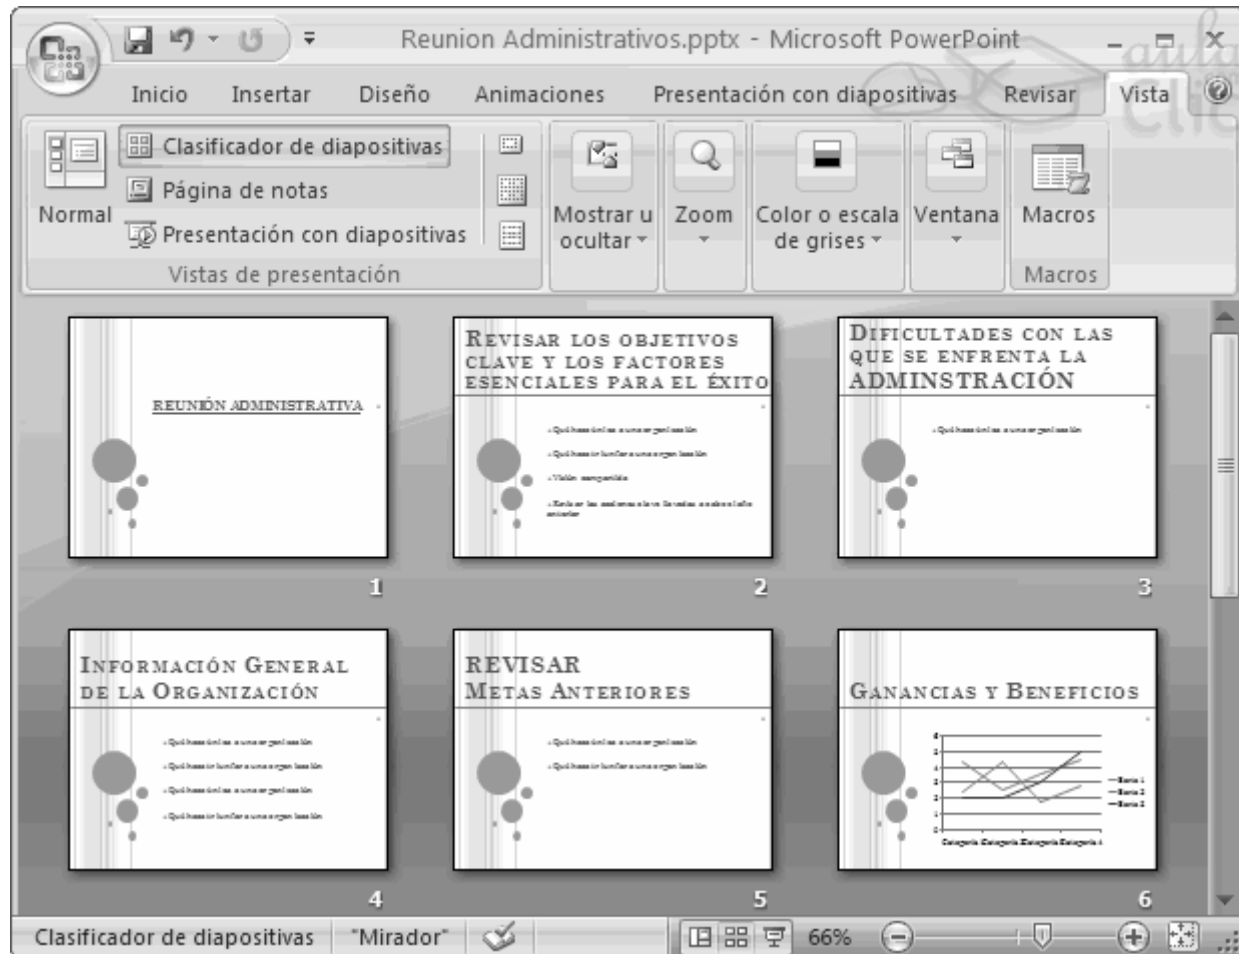 Reunion Administrativos.pptx - Microsoft PowerPoint
aula
Clic
Inicio Insertar Diseño Animaciones Presentación con diapositivas Revisar Vista
Normal
Clasificador de diapositivas
Página de notas
Presentación con diapositivas
Mostrar u
ocultar
Zoom
Color o escala
de grises
Ventana
Macros
Vistas de presentación
Macros
REUNIÓN ADMINISTRATIVA
1
REVISAR LOS OBJETIVOS
CLAVE Y LOS FACTORES
ESENCIALES PARA EL ÉXITO
2
DIFICULTADES CON LAS
QUE SE ENFRENTA LA
ADMINSTRACIÓN
3
INFORMACIÓN GENERAL
DE LA ORGANIZACIÓN
4
REVISAR
METAS ANTERIORES
5
GANANCIAS Y BENEFICIOS
6
Clasificador de diapositivas "Mirador" 66%